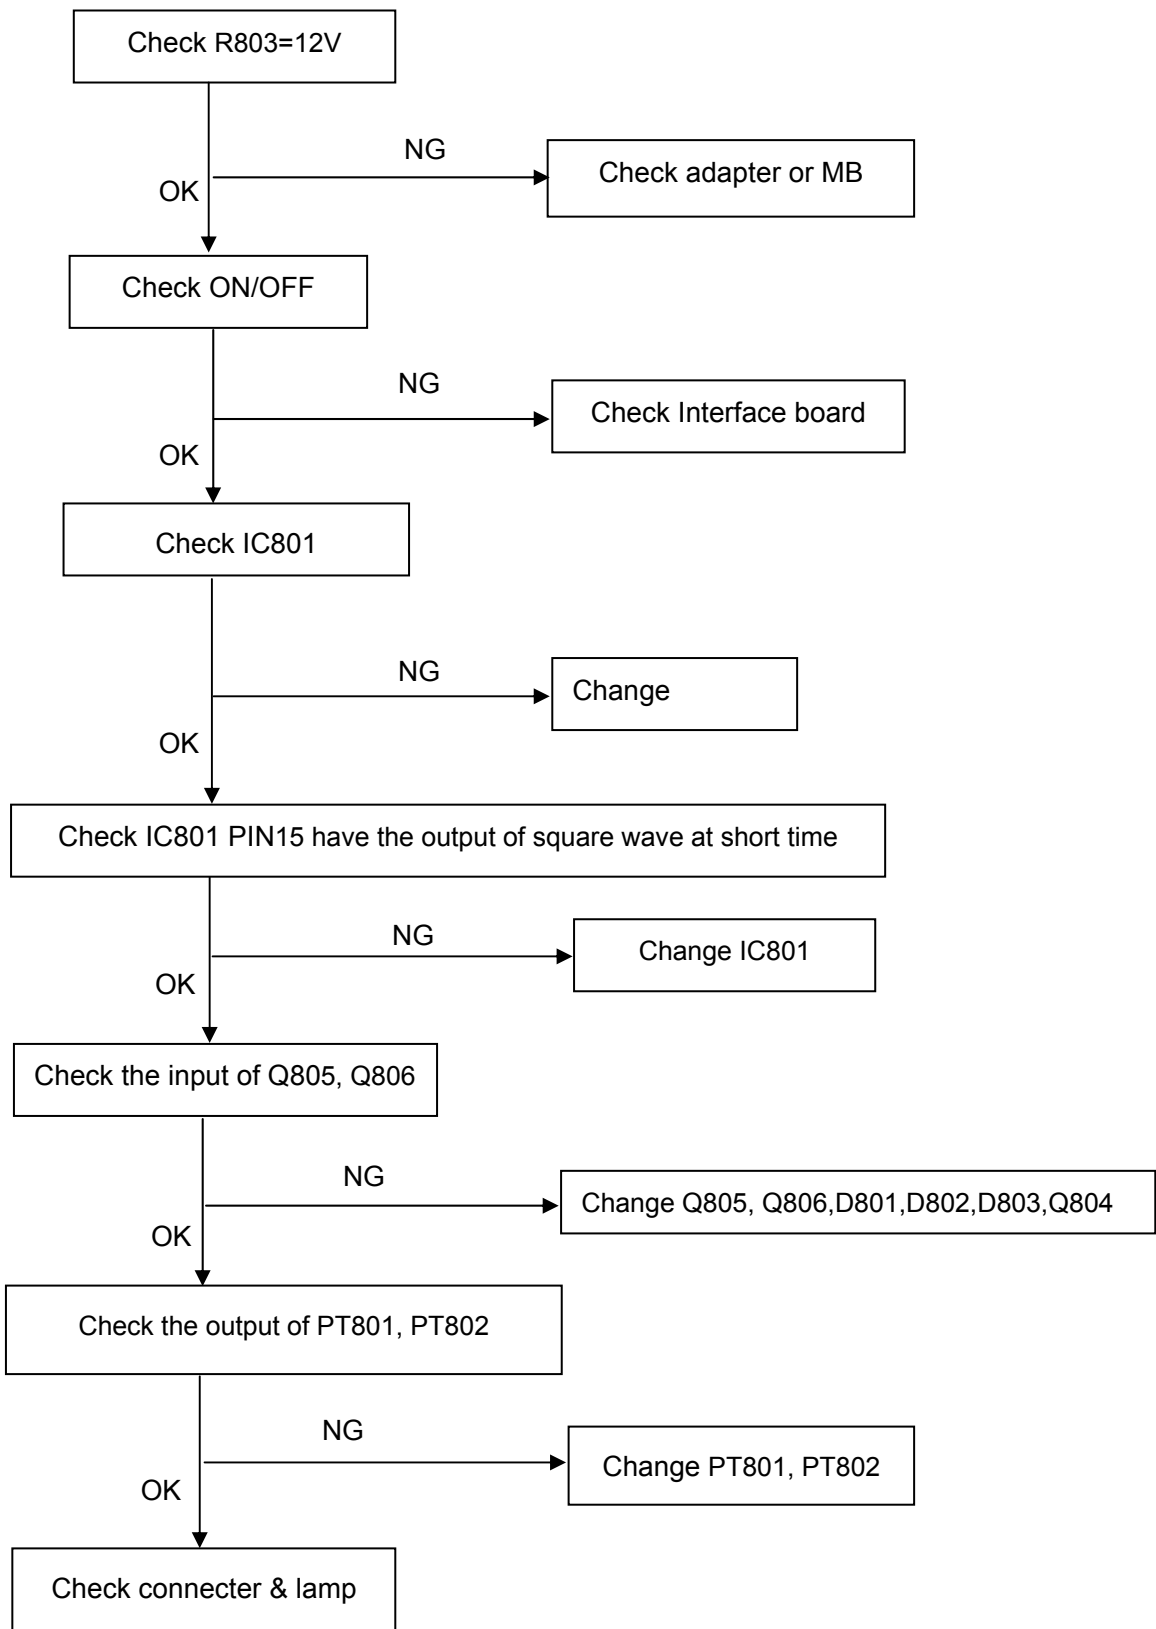 Check R803=12V
NG
Check adapter or MB
OK
Check ON/OFF
NG
Check Interface board
OK
Check IC801
NG
Change
OK
Check IC801 PIN15 have the output of square wave at short time
NG
Change IC801
OK
Check the input of Q805, Q806
NG
Change Q805, Q806,D801,D802,D803,Q804
OK
Check the output of PT801, PT802
NG
Change PT801, PT802
OK
Check connecter & lamp